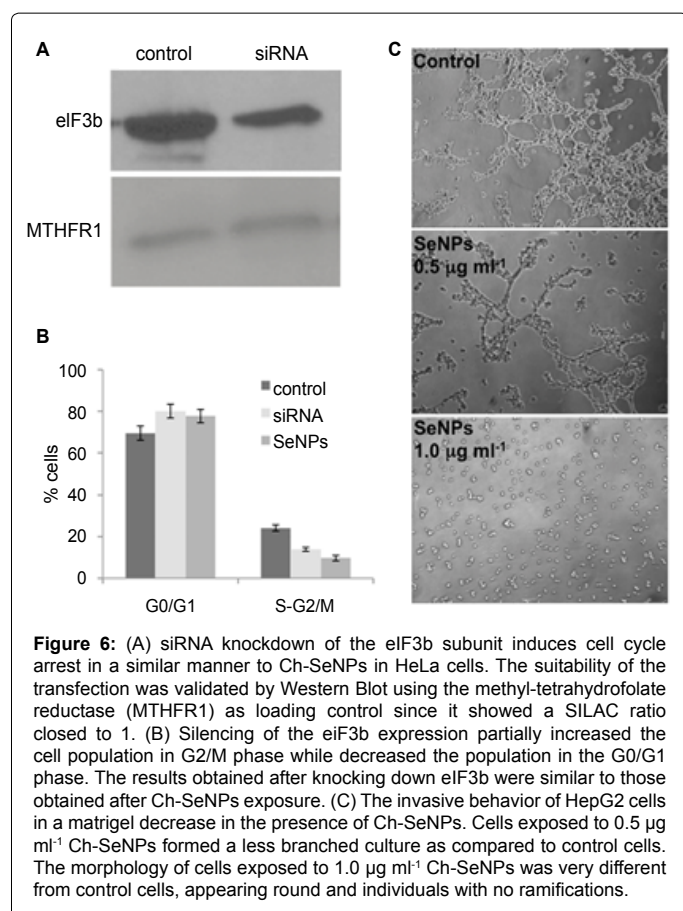 A
control siRNA
eIF3b
MTHFR1
B
100
80
60
40
20
0
% cells
control
siRNA
SeNPs
G0/G1 S-G2/M
C
Control
SeNPs
0.5 µg ml-1
SeNPs
1.0 µg ml-1
Figure 6: (A) siRNA knockdown of the eIF3b subunit induces cell cycle
arrest in a similar manner to Ch-SeNPs in HeLa cells. The suitability of the
transfection was validated by Western Blot using the methyl-tetrahydrofolate
reductase (MTHFR1) as loading control since it showed a SILAC ratio
closed to 1. (B) Silencing of the eiF3b expression partially increased the
cell population in G2/M phase while decreased the population in the G0/G1
phase. The results obtained after knocking down eIF3b were similar to those
obtained after Ch-SeNPs exposure. (C) The invasive behavior of HepG2 cells
in a matrigel decrease in the presence of Ch-SeNPs. Cells exposed to 0.5 µg
ml-1 Ch-SeNPs formed a less branched culture as compared to control cells.
The morphology of cells exposed to 1.0 µg ml-1 Ch-SeNPs was very different
from control cells, appearing round and individuals with no ramifications.